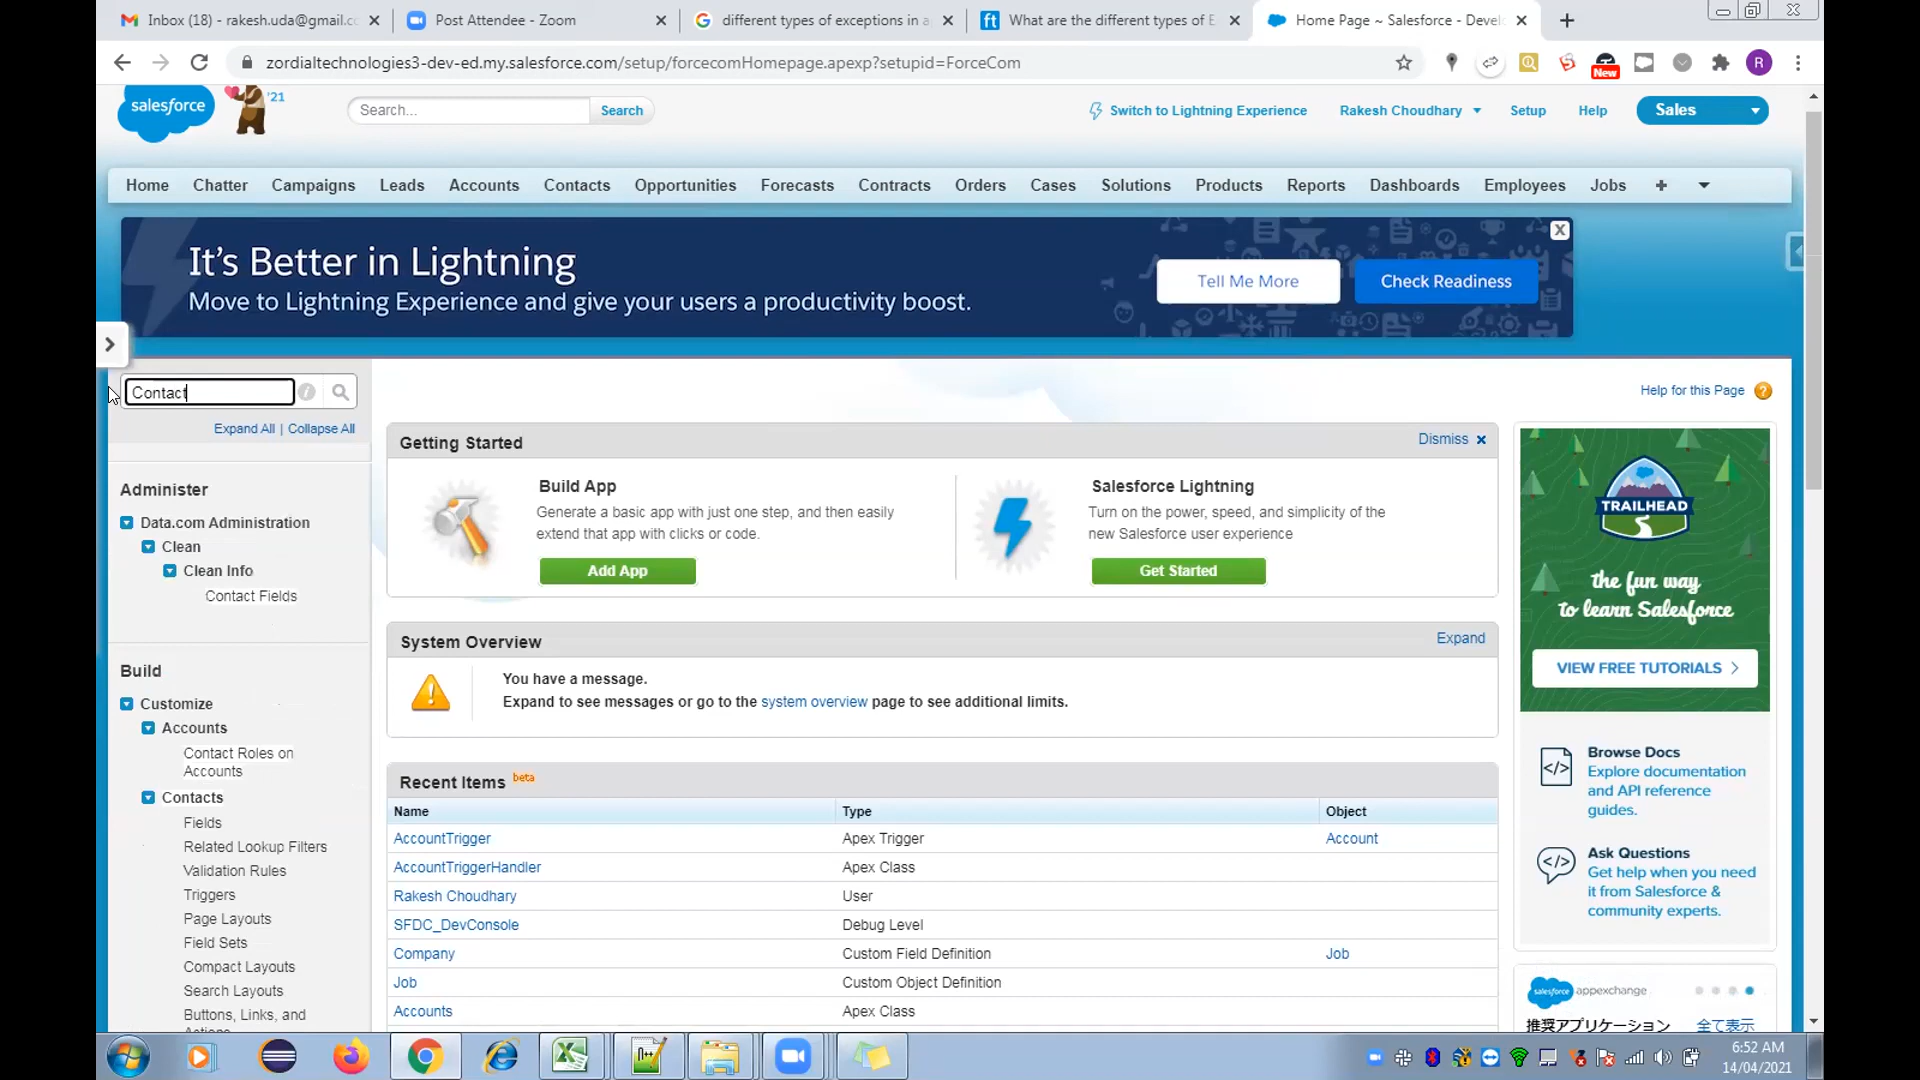 Inbox (18) - rakesh.uda@gmail.c
Post Attendee - Zoom
different types of exceptions in a
What are the different types of E
Home Page ~ Salesforce - Develo
zordialtechnologies3-dev-ed.my.salesforce.com/setup/forcecomHomepage.apexp?setupid=ForceCom
New
R
salesforce
'21
Search...
Search
Switch to Lightning Experience
Rakesh Choudhary
Setup
Help
Sales
Home
Chatter
Campaigns
Leads
Accounts
Contacts
Opportunities
Forecasts
Contracts
Orders
Cases
Solutions
Products
Reports
Dashboards
Employees
Jobs
+
It's Better in Lightning
Move to Lightning Experience and give your users a productivity boost.
Tell Me More
Check Readiness
X
Contact
Expand All | Collapse All
Administer
Data.com Administration
Clean
Clean Info
Contact Fields
Build
Customize
Accounts
Contact Roles on
Accounts
Contacts
Fields
Related Lookup Filters
Validation Rules
Triggers
Page Layouts
Field Sets
Compact Layouts
Search Layouts
Buttons, Links, and
Help for this Page
Getting Started
Dismiss
Build App
Generate a basic app with just one step, and then easily
extend that app with clicks or code.
Add App
Salesforce Lightning
Turn on the power, speed, and simplicity of the
new Salesforce user experience
Get Started
System Overview
Expand
You have a message.
Expand to see messages or go to the system overview page to see additional limits.
Recent Items beta
Name Type Object
AccountTrigger Apex Trigger Account
AccountTriggerHandler Apex Class
Rakesh Choudhary User
SFDC_DevConsole Debug Level
Company Custom Field Definition Job
Job Custom Object Definition
Accounts Apex Class
TRAILHEAD
the fun way
to learn Salesforce
VIEW FREE TUTORIALS
Browse Docs
Explore documentation
and API reference
guides.
Ask Questions
Get help when you need
it from Salesforce &
community experts.
salesforce appexchange
推奨アプリケーション
全て表示
6:52 AM
14/04/2021